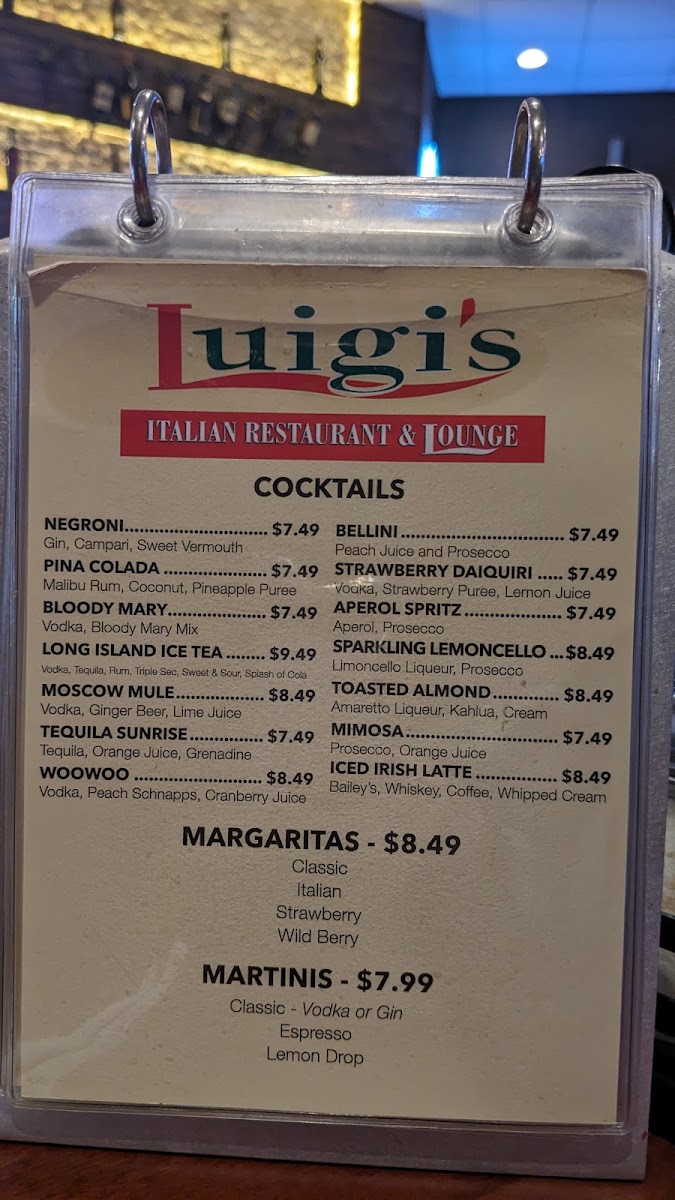 Luigi's
ITALIAN RESTAURANT & LOUNGE
COCKTAILS
NEGRONI............................ $7.49
Gin, Campari, Sweet Vermouth
PINA COLADA .................... $7.49
Malibu Rum, Coconut, Pineapple Puree
BLOODY MARY................... $7.49
Vodka, Bloody Mary Mix
LONG ISLAND ICE TEA ........ $9.49
Vodka, Tequila, Rum, Triple Sec, Sweet & Sour, Splash of Cola
MOSCOW MULE................. $8.49
Vodka, Ginger Beer, Lime Juice
TEQUILA SUNRISE.............. $7.49
Tequila, Orange Juice, Grenadine
WOOWOO ......................... $8.49
Vodka, Peach Schnapps, Cranberry Juice
BELLINI ................................ $7.49
Peach Juice and Prosecco
STRAWBERRY DAIQUIRI ..... $7.49
Vodka, Strawberry Puree, Lemon Juice
APEROL SPRITZ................... $7.49
Aperol, Prosecco
SPARKLING LEMONCELLO ...$8.49
Limoncello Liqueur, Prosecco
TOASTED ALMOND............. $8.49
Amaretto Liqueur, Kahlua, Cream
MIMOSA.............................. $7.49
Prosecco, Orange Juice
ICED IRISH LATTE ................ $8.49
Bailey's, Whiskey, Coffee, Whipped Cream
MARGARITAS - $8.49
Classic
Italian
Strawberry
Wild Berry
MARTINIS - $7.99
Classic - Vodka or Gin
Espresso
Lemon Drop